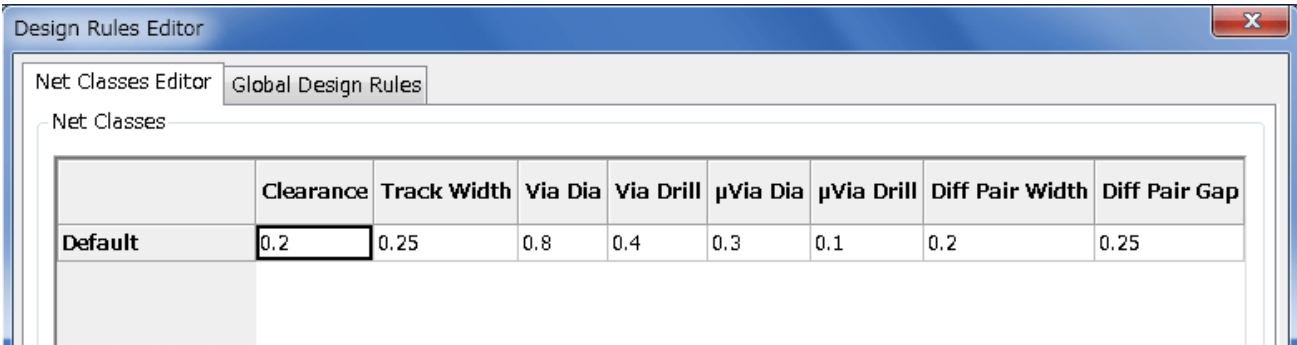 Design Rules Editor
Net Classes Editor Global Design Rules
Net Classes
Clearance Track Width Via Dia Via Drill µVia Dia µVia Drill Diff Pair Width Diff Pair Gap
Default 0.2 0.25 0.8 0.4 0.3 0.1 0.2 0.25